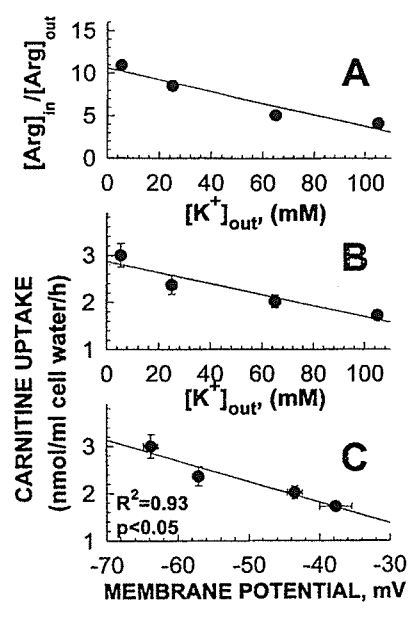 [Arg]in/[Arg]out
15
10
5
0
A
0 20 40 60 80 100
[K+]out, (mM)
CARNITINE UPTAKE
(nmol/ml cell water/h)
3
2
1
B
0 20 40 60 80 100
[K+]out, (mM)
3
2
1
C
R2=0.93
p<0.05
-70 -60 -50 -40 -30
MEMBRANE POTENTIAL, mV